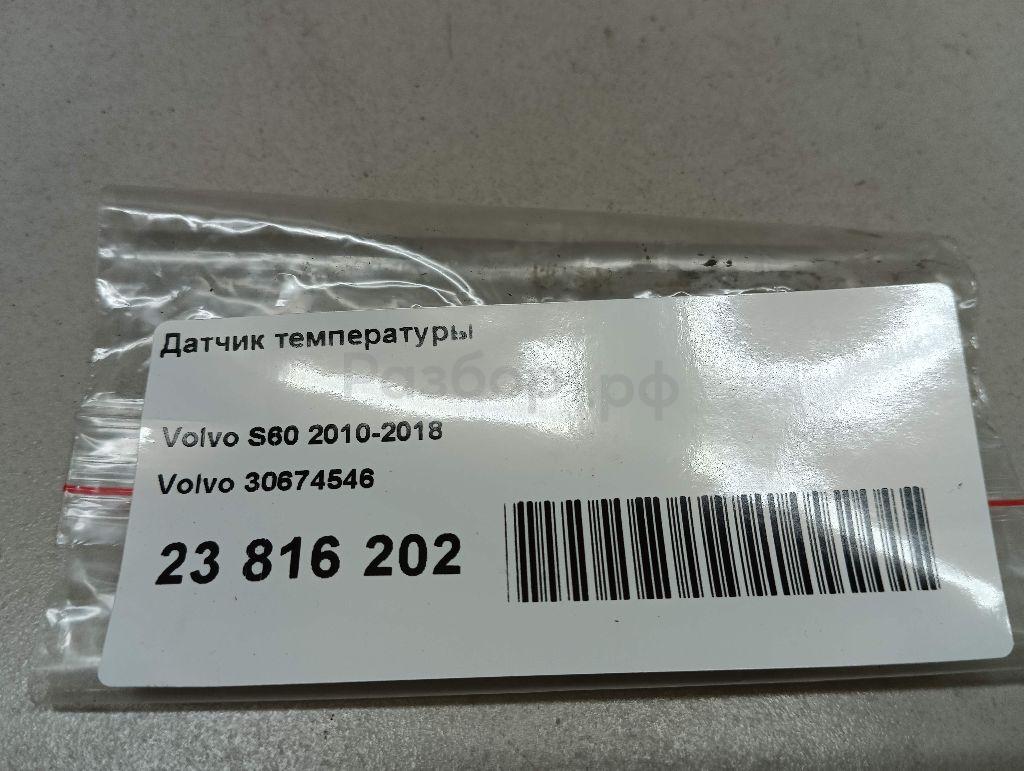 Датчик температуры
Разбор.рф
Volvo S60 2010-2018
Volvo 30674546
23 816 202